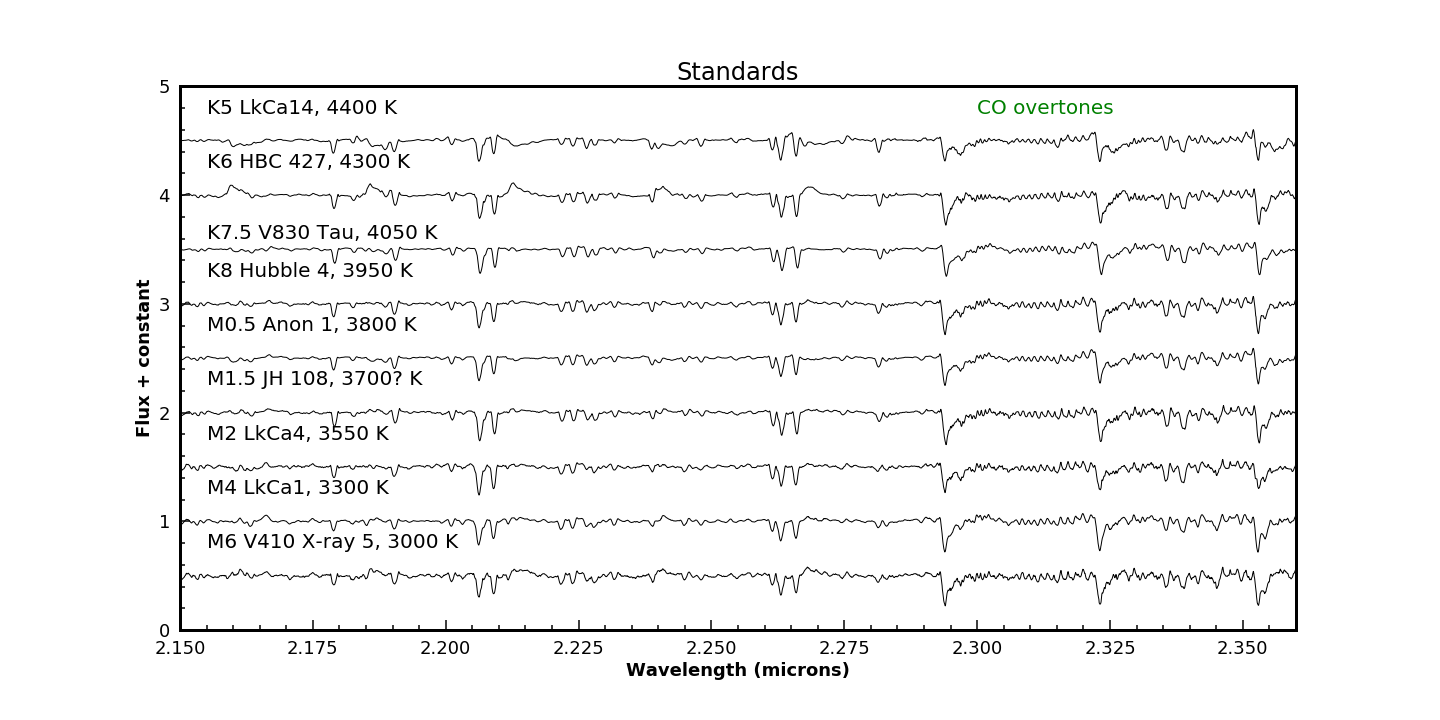 Standards
5
K5 LkCa14, 4400 K
CO overtones
K6 HBC 427, 4300 K
4
K7.5 V830 Tau, 4050 K
K8 Hubble 4, 3950 K
3
M0.5 Anon 1, 3800 K
M1.5 JH 108, 3700? K
2
M2 LkCa4, 3550 K
M4 LkCa1, 3300 K
1
M6 V410 X-ray 5, 3000 K
0
Flux + constant
2.150 2.175 2.200 2.225 2.250 2.275 2.300 2.325 2.350
Wavelength (microns)